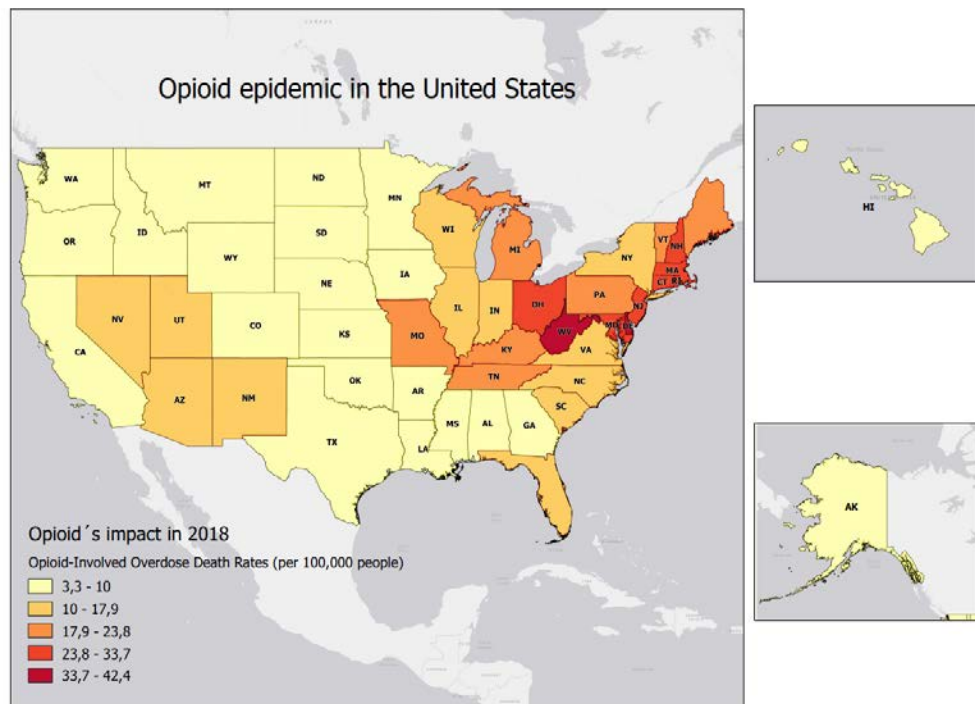 Opioid epidemic in the United States
WA
MT
ND
MN
OR
ID
SD
WI
MI
VT
NH
NY
WY
IA
MA
CT
RI
NE
PA
NJ
NV
UT
CO
IL
IN
OH
MD
DE
WV
KS
MO
KY
VA
CA
OK
TN
NC
AZ
NM
AR
SC
MS
AL
GA
TX
LA
Opioid´s impact in 2018
Opioid-Involved Overdose Death Rates (per 100,000 people)
3,3 - 10
10 - 17,9
17,9 - 23,8
23,8 - 33,7
33,7 - 42,4
HI
AK